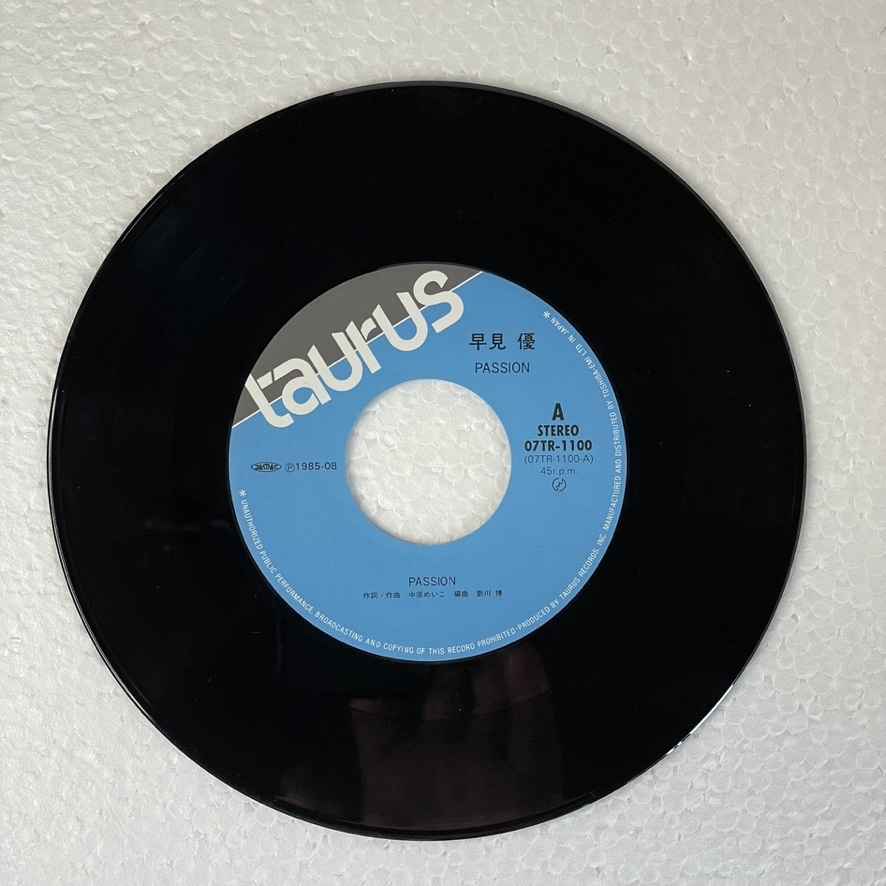 taurus
早見 優
PASSION
A
STEREO
07TR-1100
(07TR-1100-A)
45r.p.m.
JASRAC ℗1985-08
PASSION
作詞・作曲 中原めいこ 編曲 新川 博
* UNAUTHORIZED PUBLIC PERFORMANCE, BROADCASTING AND COPYING OF THIS RECORD PROHIBITED·PRODUCED BY TAURUS RECORDS, INC. MANUFACTURED AND DISTRIBUTED BY TOSHIBA-EMI LTD IN JAPAN *